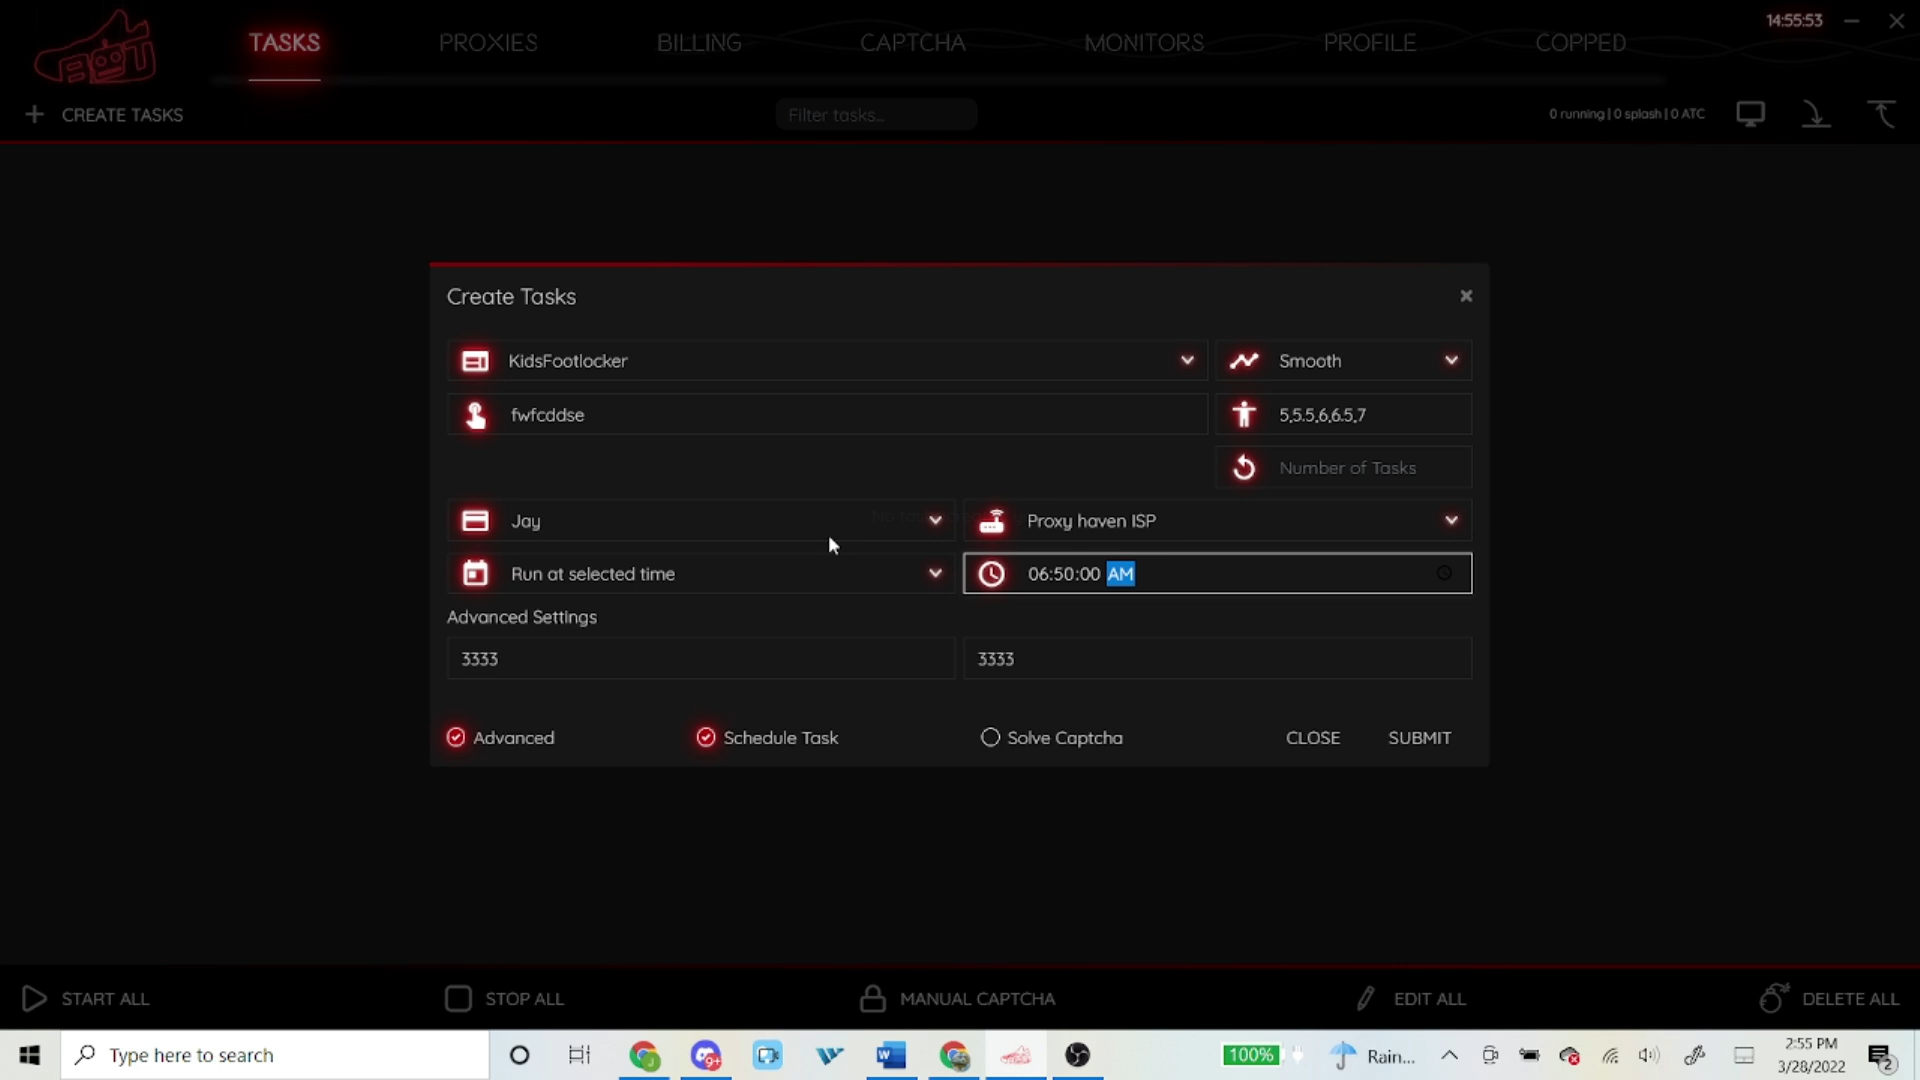 BOT
TASKS PROXIES BILLING CAPTCHA MONITORS PROFILE COPPED
14:55:53
CREATE TASKS
Filter tasks...
0 running | 0 splash | 0 ATC
Create Tasks
KidsFootlocker
Smooth
fwfcddse
5,5.5,6,6.5,7
Number of Tasks
Jay
Proxy haven ISP
Run at selected time
06:50:00 AM
Advanced Settings
3333
3333
Advanced
Schedule Task
Solve Captcha
CLOSE
SUBMIT
START ALL
STOP ALL
MANUAL CAPTCHA
EDIT ALL
DELETE ALL
Type here to search
9+
100%
Rain...
2:55 PM
3/28/2022
2